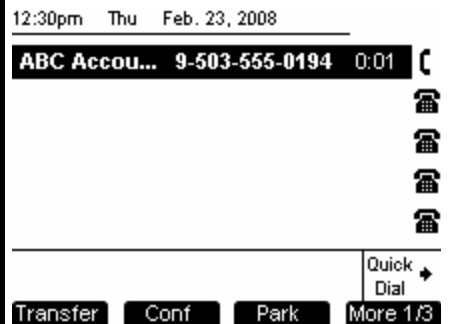 12:30pm Thu Feb. 23, 2008
ABC Accou... 9-503-555-0194 0:01
Quick
Dial
Transfer Conf Park More 1/3